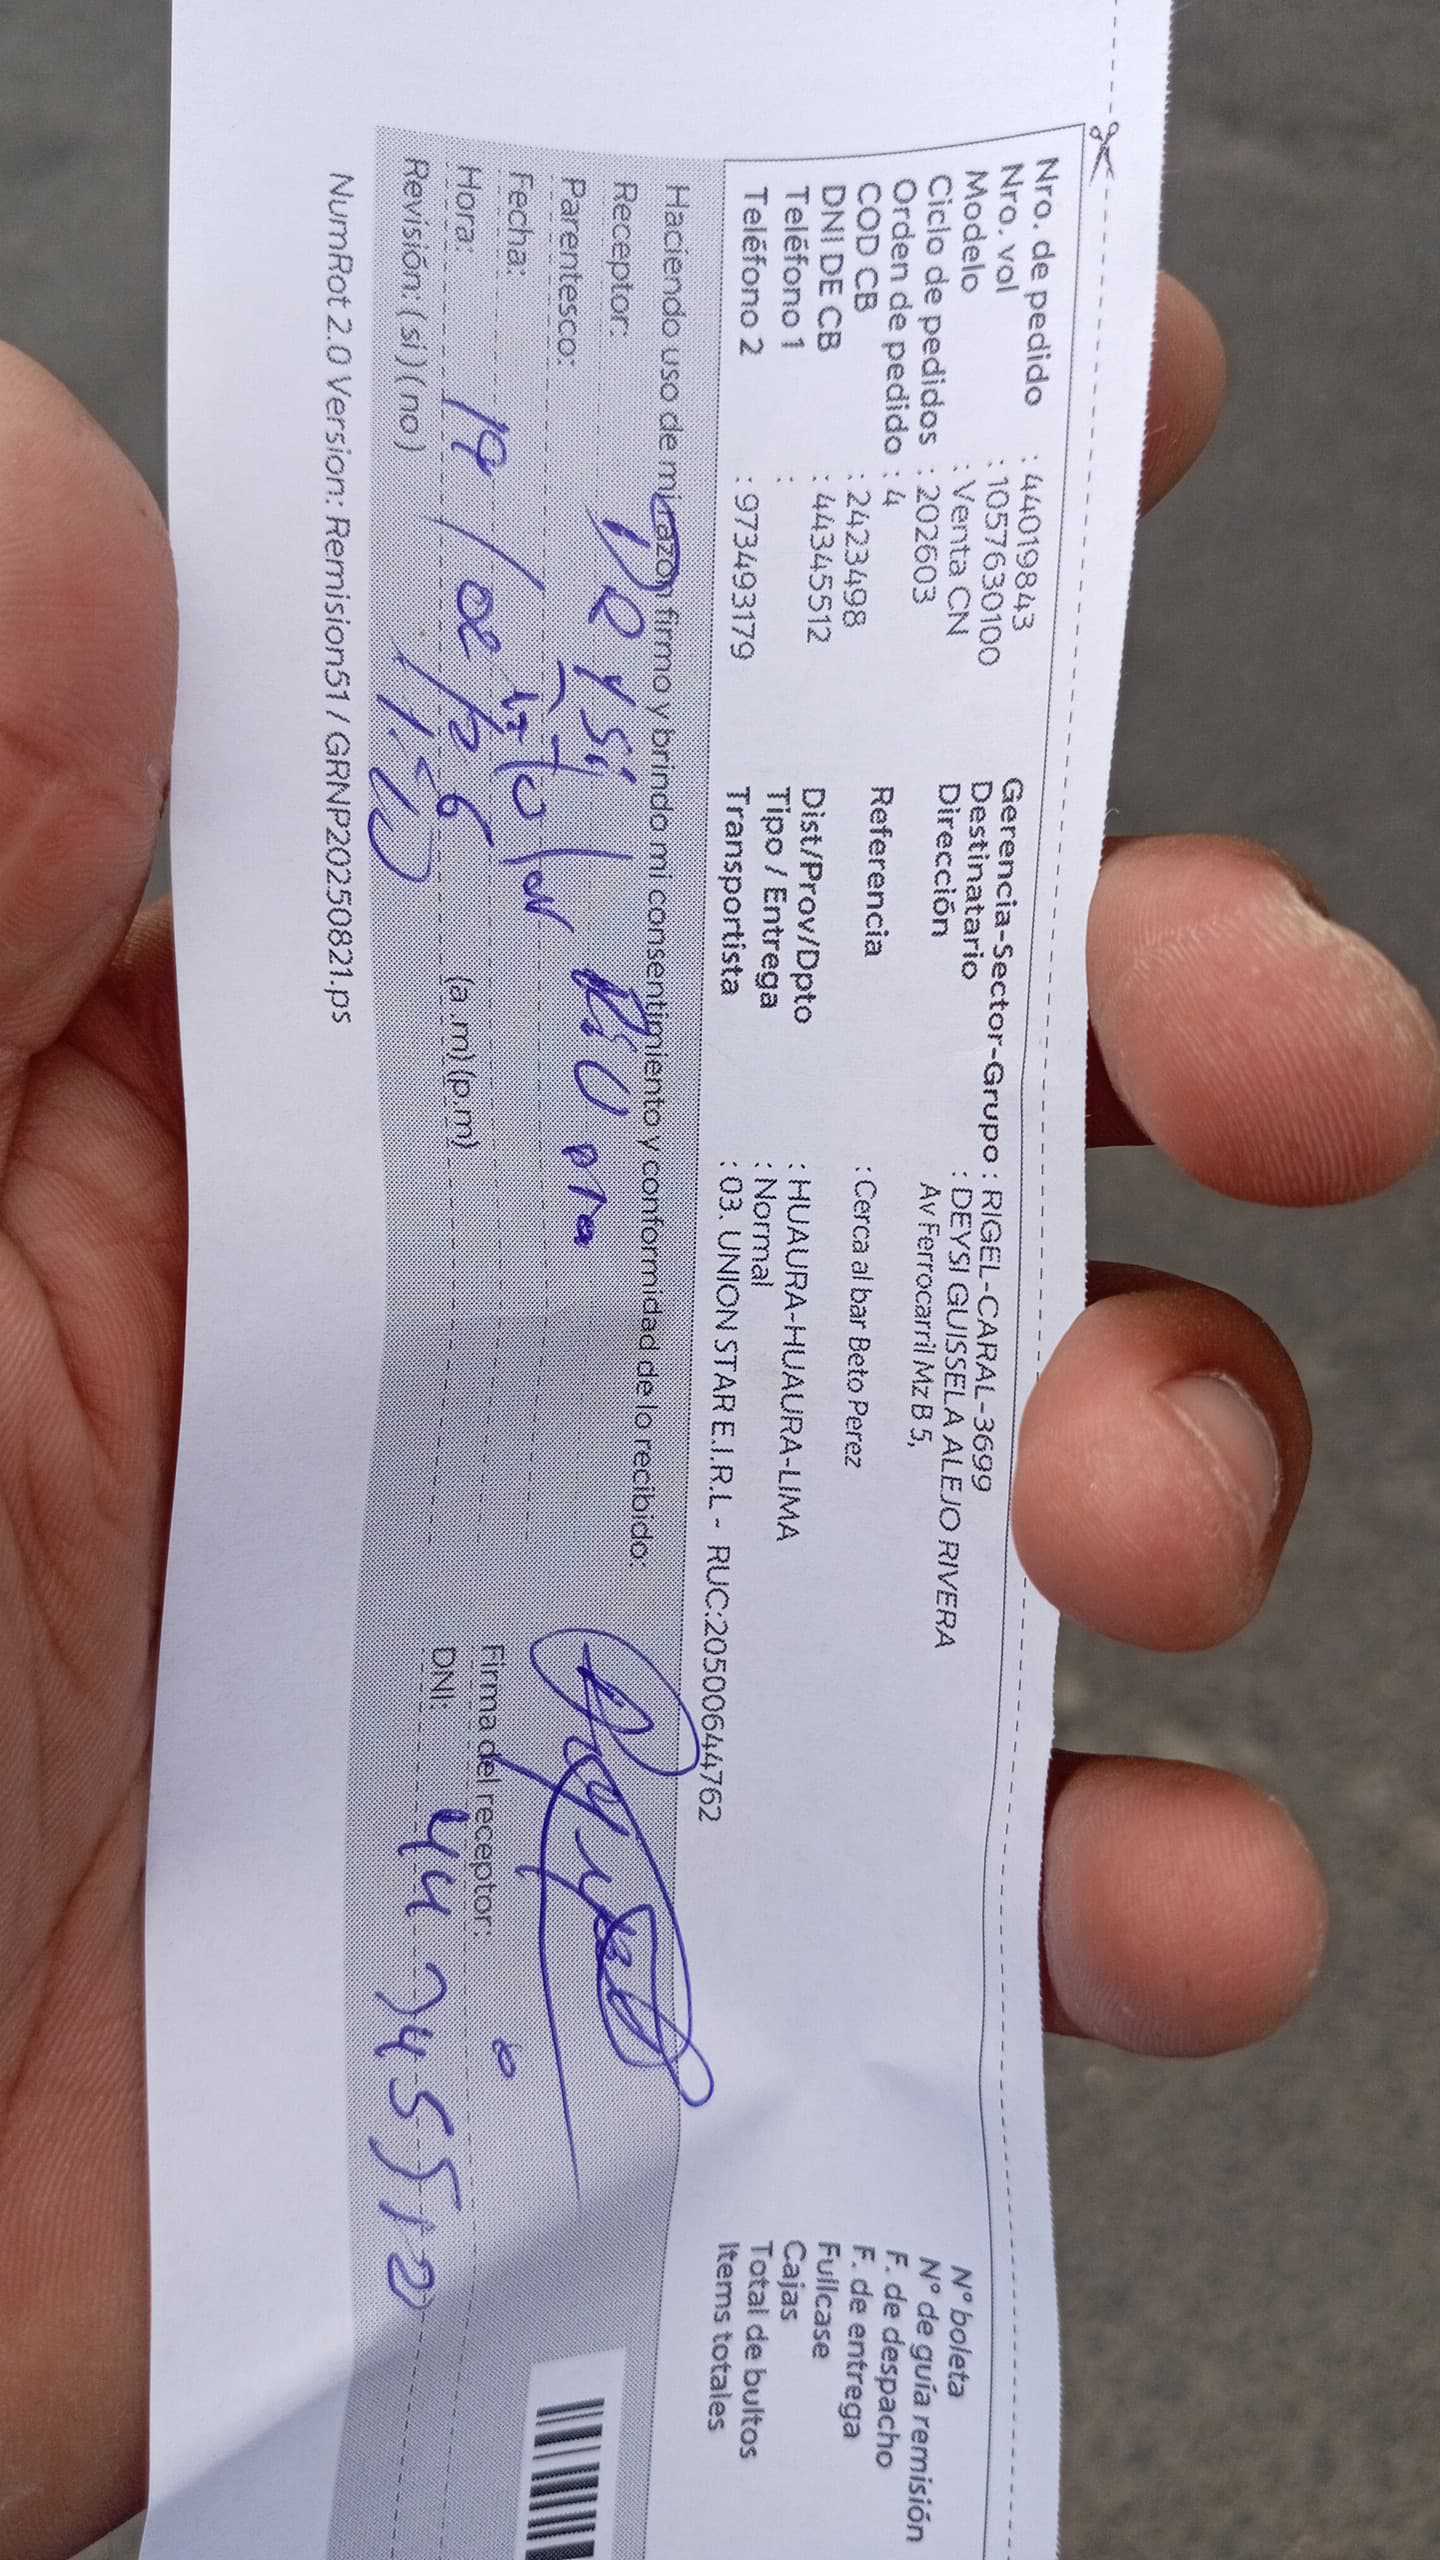 Nro. de pedido : 44019843
Nro. vol : 1057630100
Modelo : Venta CN
Ciclo de pedidos : 202603
Orden de pedido : 4
COD CB : 2423498
DNI DE CB : 44345512
Teléfono 1 :
Teléfono 2 : 973493179
Gerencia-Sector-Grupo : RIGEL-CARAL-3699
Destinatario : DEYSI GUISSELA ALEJO RIVERA
Dirección Av Ferrocarril Mz B 5,
Referencia : Cerca al bar Beto Perez
Dist/Prov/Dpto : HUAURA-HUAURA-LIMA
Tipo / Entrega : Normal
Transportista : 03. UNION STAR E.I.R.L - RUC:20500644762
N° boleta
N° de guía remisión
F. de despacho
F. de entrega
Fullcase
Cajas
Total de bultos
Items totales
Haciendo uso de mi razón firmo y brindo mi consentimiento y conformidad de lo recibido:
Receptor: Deysi
Parentesco:
Fecha:
Hora: (a.m)(p.m)
Revisión: (si)(no)
Firma del receptor:
DNI: 44345512
NumRot 2.0 Version: Remision51 / GRNP20250821.ps